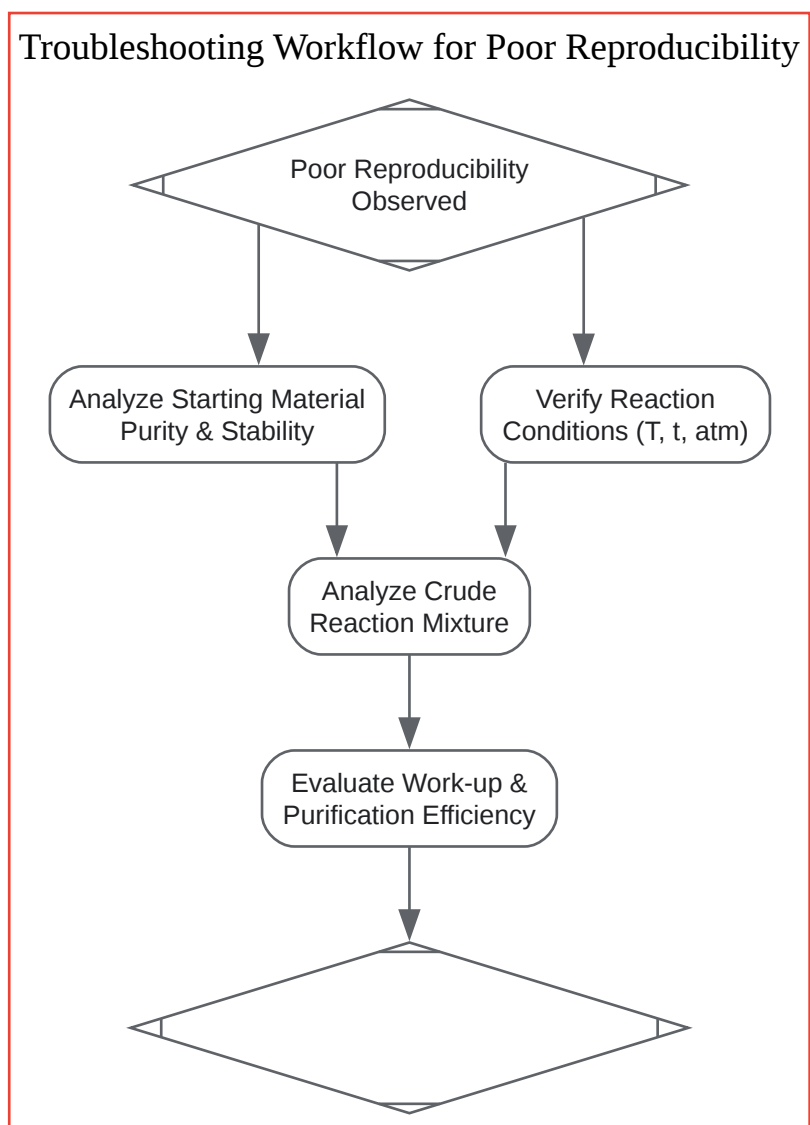 Troubleshooting Workflow for Poor Reproducibility
Poor Reproducibility
Observed
Analyze Starting Material
Purity & Stability
Verify Reaction
Conditions (T, t, atm)
Analyze Crude
Reaction Mixture
Evaluate Work-up &
Purification Efficiency